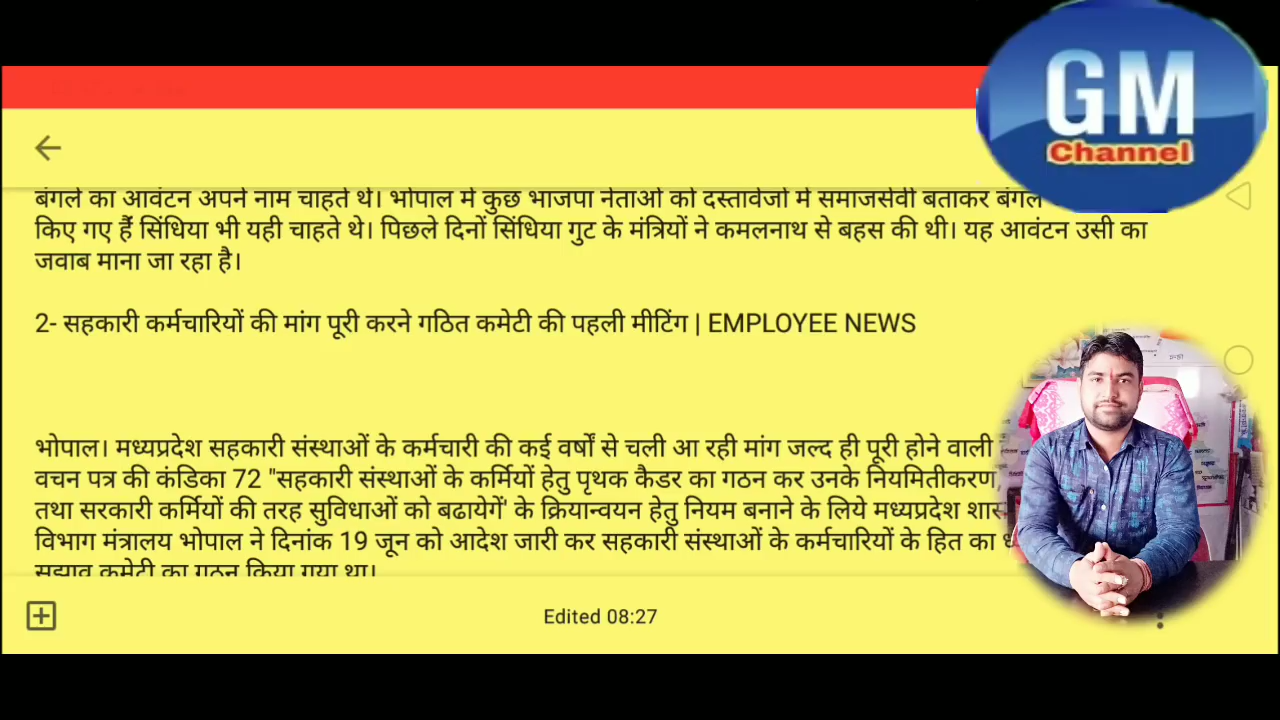 GM
Channel
बंगले का आवंटन अपने नाम चाहते थे। भोपाल में कुछ भाजपा नेताओं को दस्तावेजों में समाजसेवी बताकर बंगले
किए गए हैं सिंधिया भी यही चाहते थे। पिछले दिनों सिंधिया गुट के मंत्रियों ने कमलनाथ से बहस की थी। यह आवंटन उसी का
जवाब माना जा रहा है।
2- सहकारी कर्मचारियों की मांग पूरी करने गठित कमेटी की पहली मीटिंग | EMPLOYEE NEWS
भोपाल। मध्यप्रदेश सहकारी संस्थाओं के कर्मचारी की कई वर्षों से चली आ रही मांग जल्द ही पूरी होने वाली
वचन पत्र की कंडिका 72 "सहकारी संस्थाओं के कर्मियों हेतु पृथक कैडर का गठन कर उनके नियमितीकरण,
तथा सरकारी कर्मियों की तरह सुविधाओं को बढायेगें' के क्रियान्वयन हेतु नियम बनाने के लिये मध्यप्रदेश
विभाग मंत्रालय भोपाल ने दिनांक 19 जून को आदेश जारी कर सहकारी संस्थाओं के कर्मचारियों के हित का
सुझाव कमेटी का गठन किया गया था।
Edited 08:27